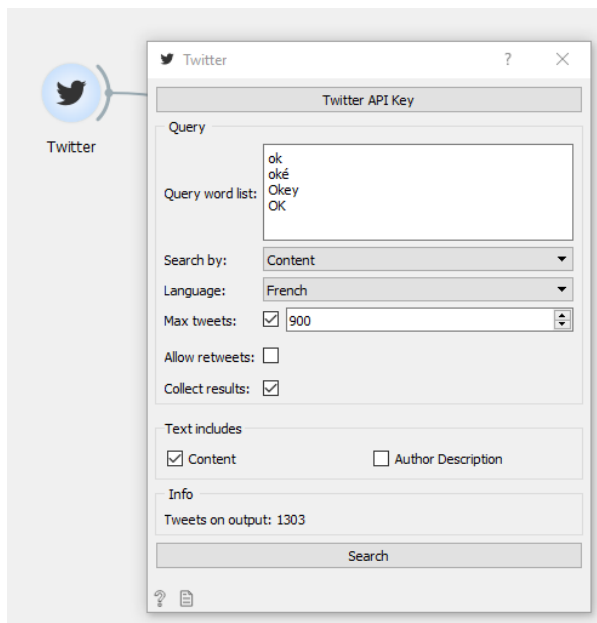 Twitter
?
Twitter API Key
Twitter
Query
Query word list:
ok
oké
Okey
OK
Search by: Content
Language: French
Max tweets: 900
Allow retweets:
Collect results:
Text includes
Content Author Description
Info
Tweets on output: 1303
Search
?